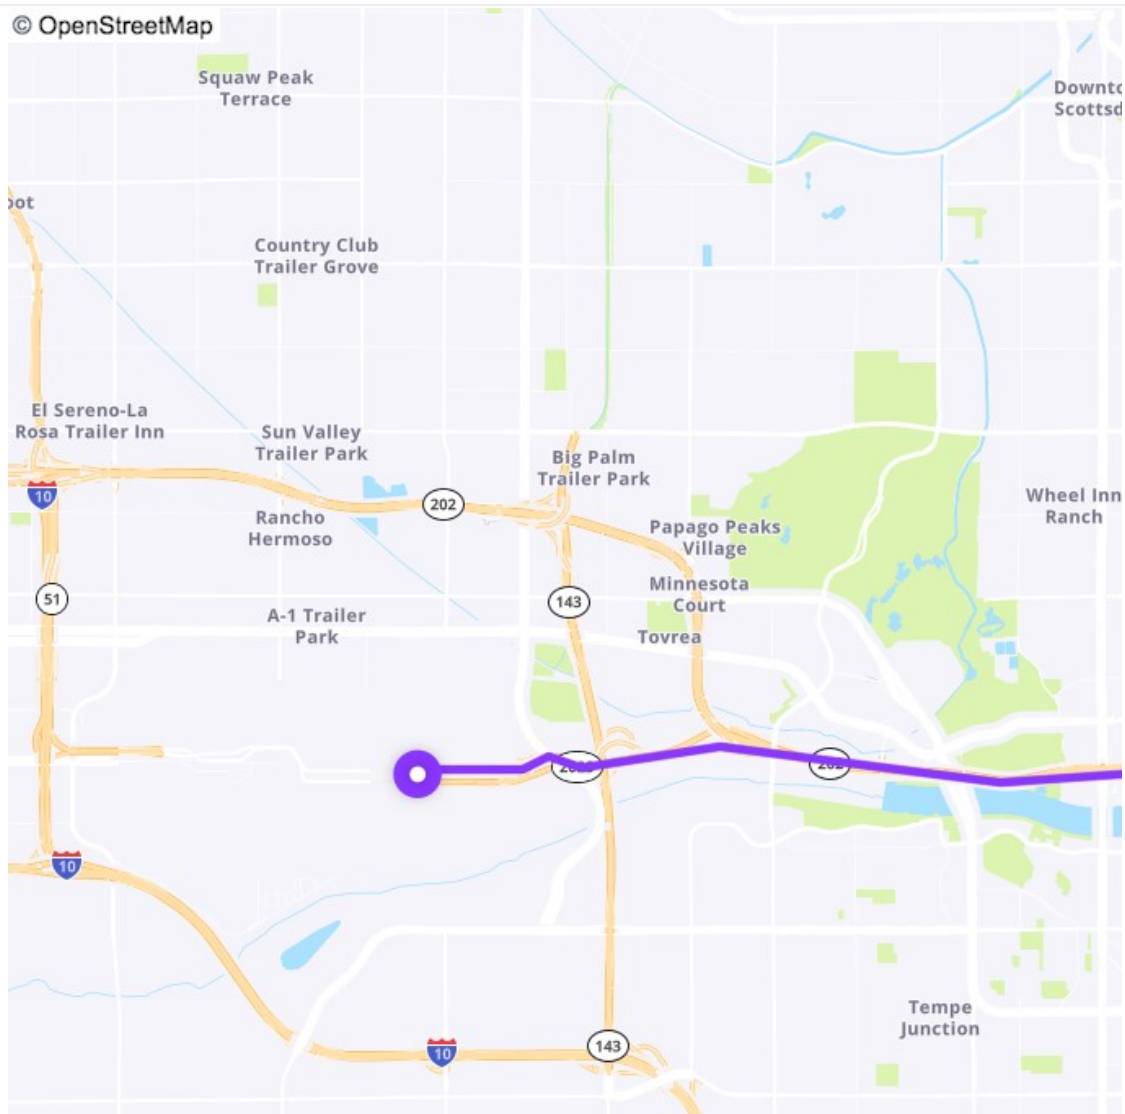 © OpenStreetMap
Squaw Peak
Terrace
Downto
Scottsd
oot
Country Club
Trailer Grove
El Sereno-La
Rosa Trailer Inn
Sun Valley
Trailer Park
Big Palm
Trailer Park
10
202
Wheel Inn
Ranch
Rancho
Hermoso
Papago Peaks
Village
51
143
Minnesota
Court
A-1 Trailer
Park
Tovrea
202
10
Tempe
Junction
10
143